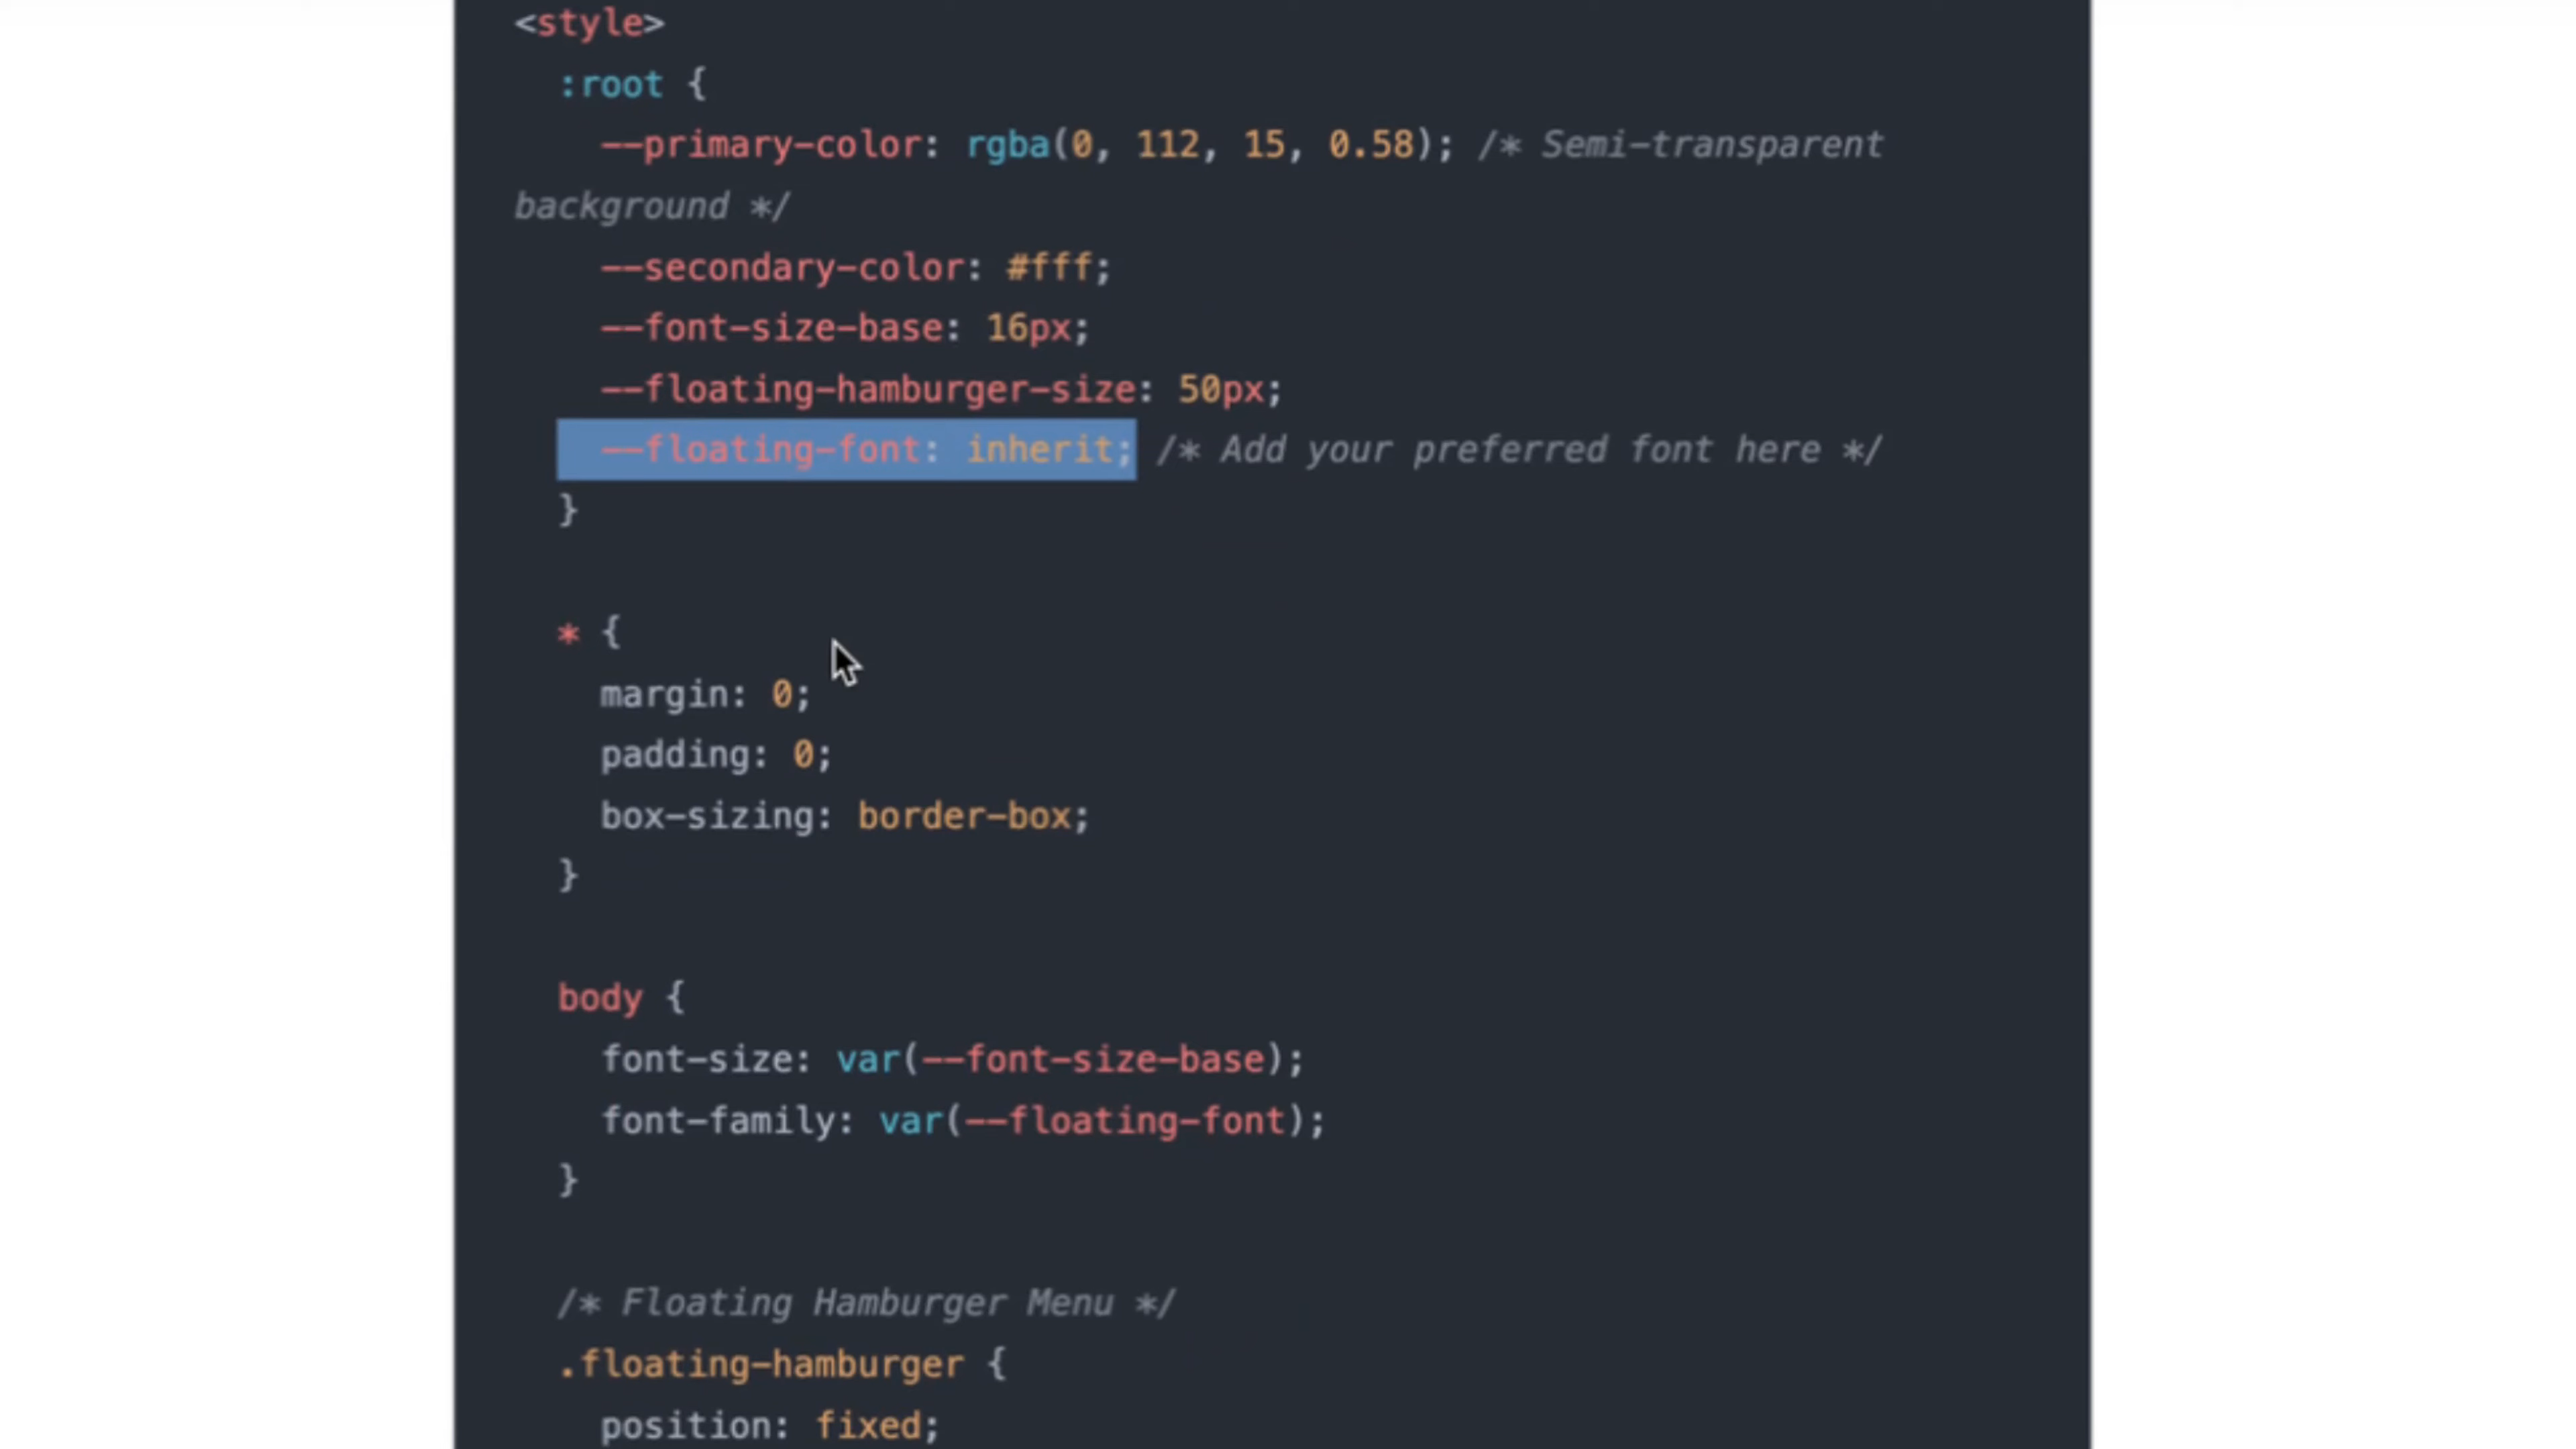 <style>
:root {
--primary-color: rgba(0, 112, 15, 0.58); /* Semi-transparent
background */
--secondary-color: #fff;
--font-size-base: 16px;
--floating-hamburger-size: 50px;
--floating-font: inherit; /* Add your preferred font here */
}
* {
margin: 0;
padding: 0;
box-sizing: border-box;
}
body {
font-size: var(--font-size-base);
font-family: var(--floating-font);
}
/* Floating Hamburger Menu */
.floating-hamburger {
position: fixed;